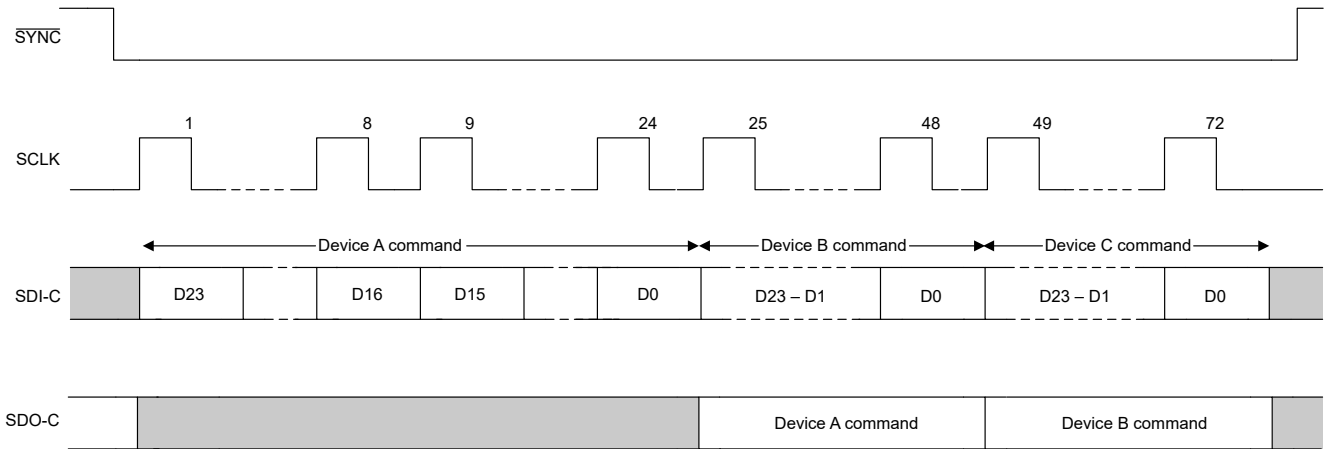 SYNC
1 8 9 24 25 48 49 72
SCLK
Device A command Device B command Device C command
SDI-C D23 D16 D15 D0 D23 – D1 D0 D23 – D1 D0
SDO-C Device A command Device B command